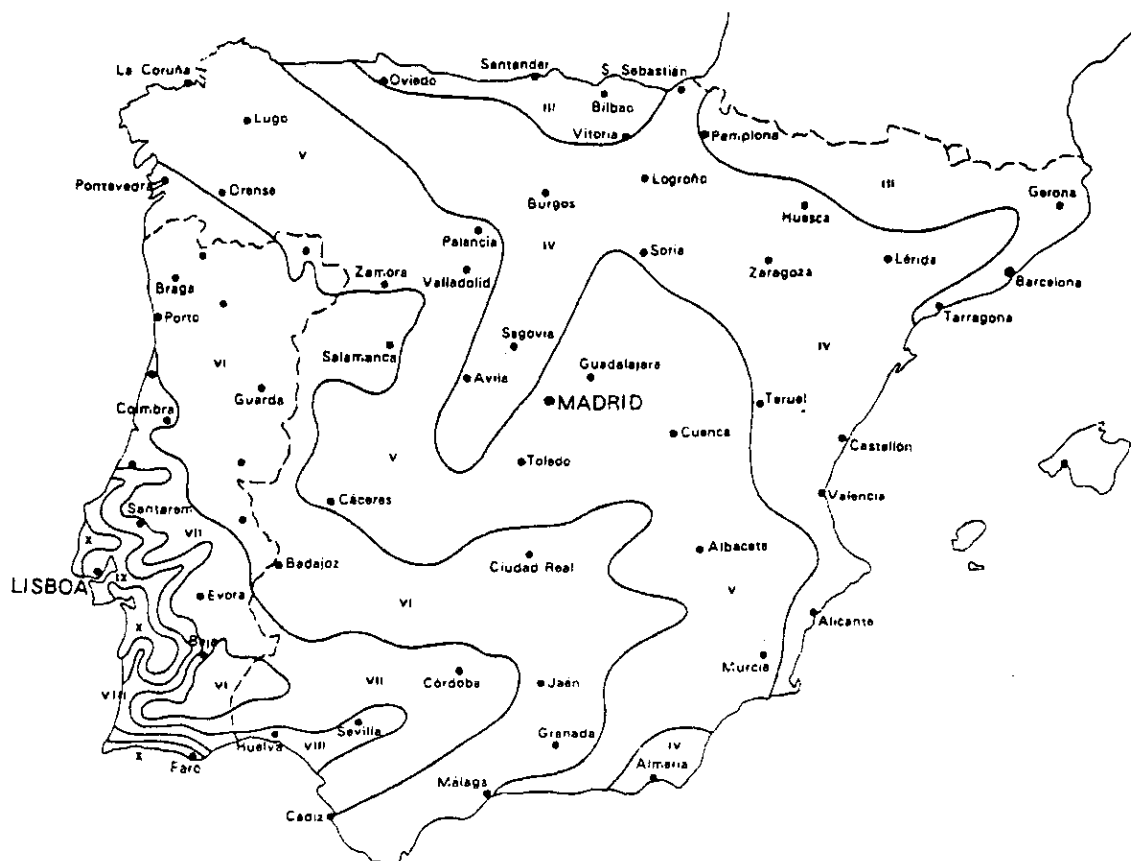 La Coruña
Oviedo
Santander
S. Sebastián
III
Bilbao
Lugo
V
Vitoria
Pamplona
Pontevedra
Orense
Logroño
III
Gerona
Burgos
Huesca
Palencia
IV
Soria
Zaragoza
Lérida
Braga
Zamora
Valladolid
Barcelona
Porto
Tarragona
Segovia
IV
Salamanca
VI
Guarda
Avila
Guadalajara
MADRID
Teruel
Coimbra
Cuenca
Castellón
V
Toledo
Cáceres
Valencia
Santarem
VII
X
Albacete
Badajoz
Ciudad Real
LISBOA
IX
Evora
VI
V
X
Alicante
Beja
Murcia
VIII
VI
VII
Córdoba
Jaén
Sevilla
Huelva
VIII
Granada
IV
X
Faro
Almería
Málaga
Cádiz